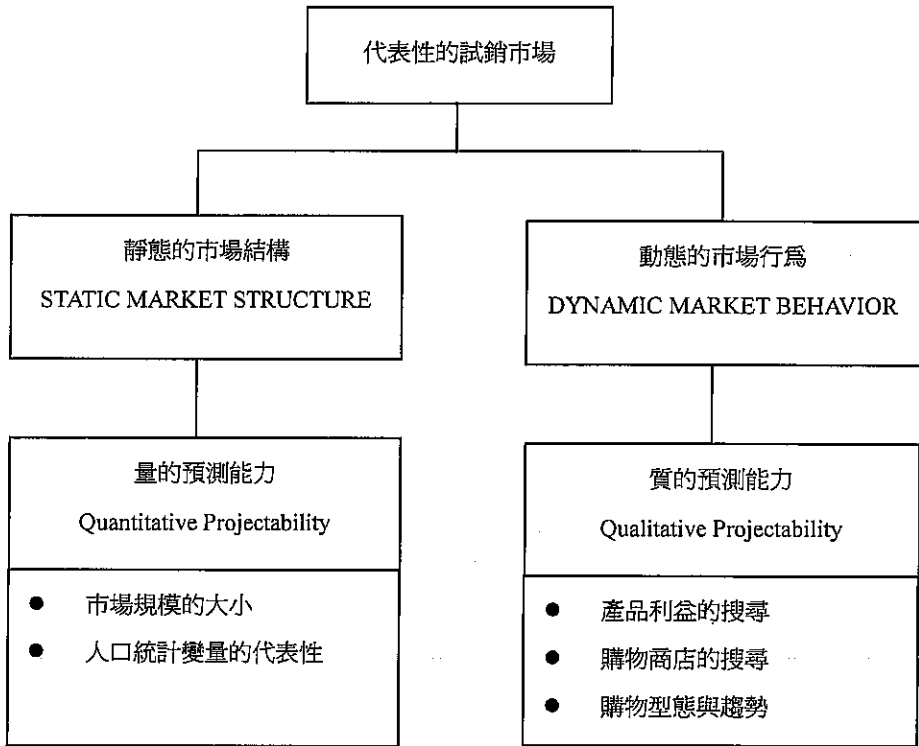 代表性的試銷市場
靜態的市場結構
STATIC MARKET STRUCTURE
動態的市場行爲
DYNAMIC MARKET BEHAVIOR
量的預測能力
Quantitative Projectability
● 市場規模的大小
● 人口統計變量的代表性
質的預測能力
Qualitative Projectability
● 產品利益的搜尋
● 購物商店的搜尋
● 購物型態與趨勢